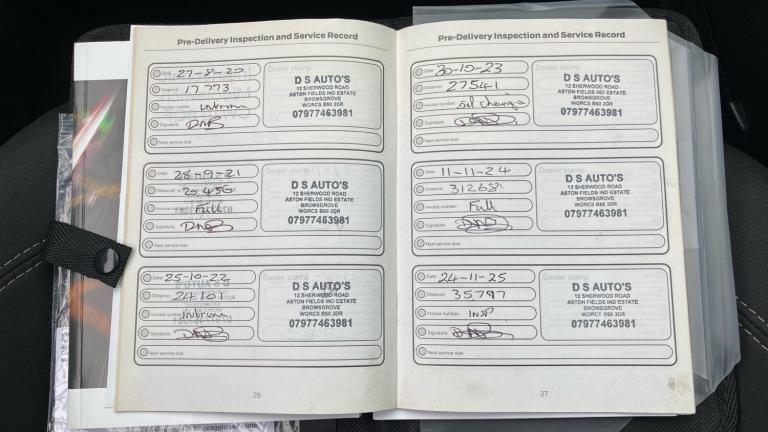 Pre-Delivery Inspection and Service Record
Date: 27-8-20
Distance: 17773
Invoice number: Interim
Signature:
Next service due:
Dealer stamp
D S AUTO'S
12 SHERWOOD ROAD
ASTON FIELDS IND ESTATE
BROMSGROVE
WORCS B60 3DR
07977463981
Date: 28-9-21
Distance:
Invoice number: Full
Signature:
Next service due:
Dealer stamp
D S AUTO'S
12 SHERWOOD ROAD
ASTON FIELDS IND ESTATE
BROMSGROVE
WORCS B60 3DR
07977463981
Date: 25-10-22
Distance: 24101
Invoice number: Interim
Signature:
Next service due:
Dealer stamp
D S AUTO'S
12 SHERWOOD ROAD
ASTON FIELDS IND ESTATE
BROMSGROVE
WORCS B60 3DR
07977463981
26
Pre-Delivery Inspection and Service Record
Date: 30-10-23
Distance: 27541
Invoice number: Oil Change
Signature:
Next service due:
Dealer stamp
D S AUTO'S
12 SHERWOOD ROAD
ASTON FIELDS IND ESTATE
BROMSGROVE
WORCS B60 3DR
07977463981
Date: 11-11-24
Distance: 31268
Invoice number: Full
Signature:
Next service due:
Dealer stamp
D S AUTO'S
12 SHERWOOD ROAD
ASTON FIELDS IND ESTATE
BROMSGROVE
WORCS B60 3DR
07977463981
Date: 24-11-25
Distance: 35797
Invoice number: INSP
Signature:
Next service due:
Dealer stamp
D S AUTO'S
12 SHERWOOD ROAD
ASTON FIELDS IND ESTATE
BROMSGROVE
WORCS B60 3DR
07977463981
27